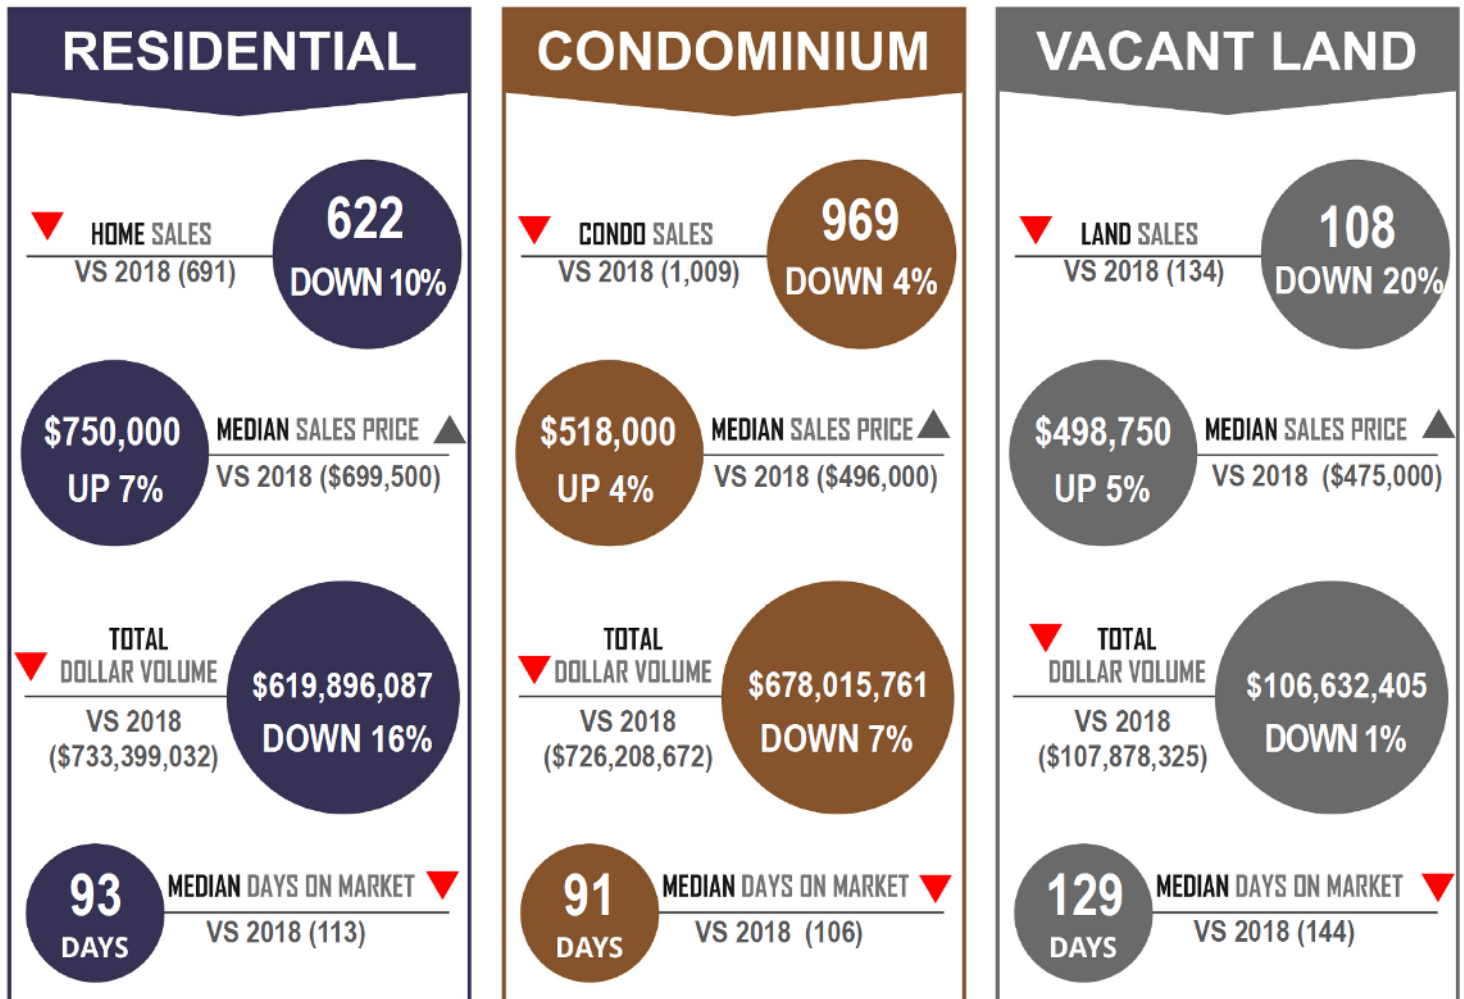 RESIDENTIAL
HOME SALES
VS 2018 (691)
622
DOWN 10%
$750,000
UP 7%
MEDIAN SALES PRICE
VS 2018 ($699,500)
TOTAL
DOLLAR VOLUME
VS 2018
($733,399,032)
$619,896,087
DOWN 16%
93
DAYS
MEDIAN DAYS ON MARKET
VS 2018 (113)
CONDOMINIUM
CONDO SALES
VS 2018 (1,009)
969
DOWN 4%
$518,000
UP 4%
MEDIAN SALES PRICE
VS 2018 ($496,000)
TOTAL
DOLLAR VOLUME
VS 2018
($726,208,672)
$678,015,761
DOWN 7%
91
DAYS
MEDIAN DAYS ON MARKET
VS 2018 (106)
VACANT LAND
LAND SALES
VS 2018 (134)
108
DOWN 20%
$498,750
UP 5%
MEDIAN SALES PRICE
VS 2018 ($475,000)
TOTAL
DOLLAR VOLUME
VS 2018
($107,878,325)
$106,632,405
DOWN 1%
129
DAYS
MEDIAN DAYS ON MARKET
VS 2018 (144)